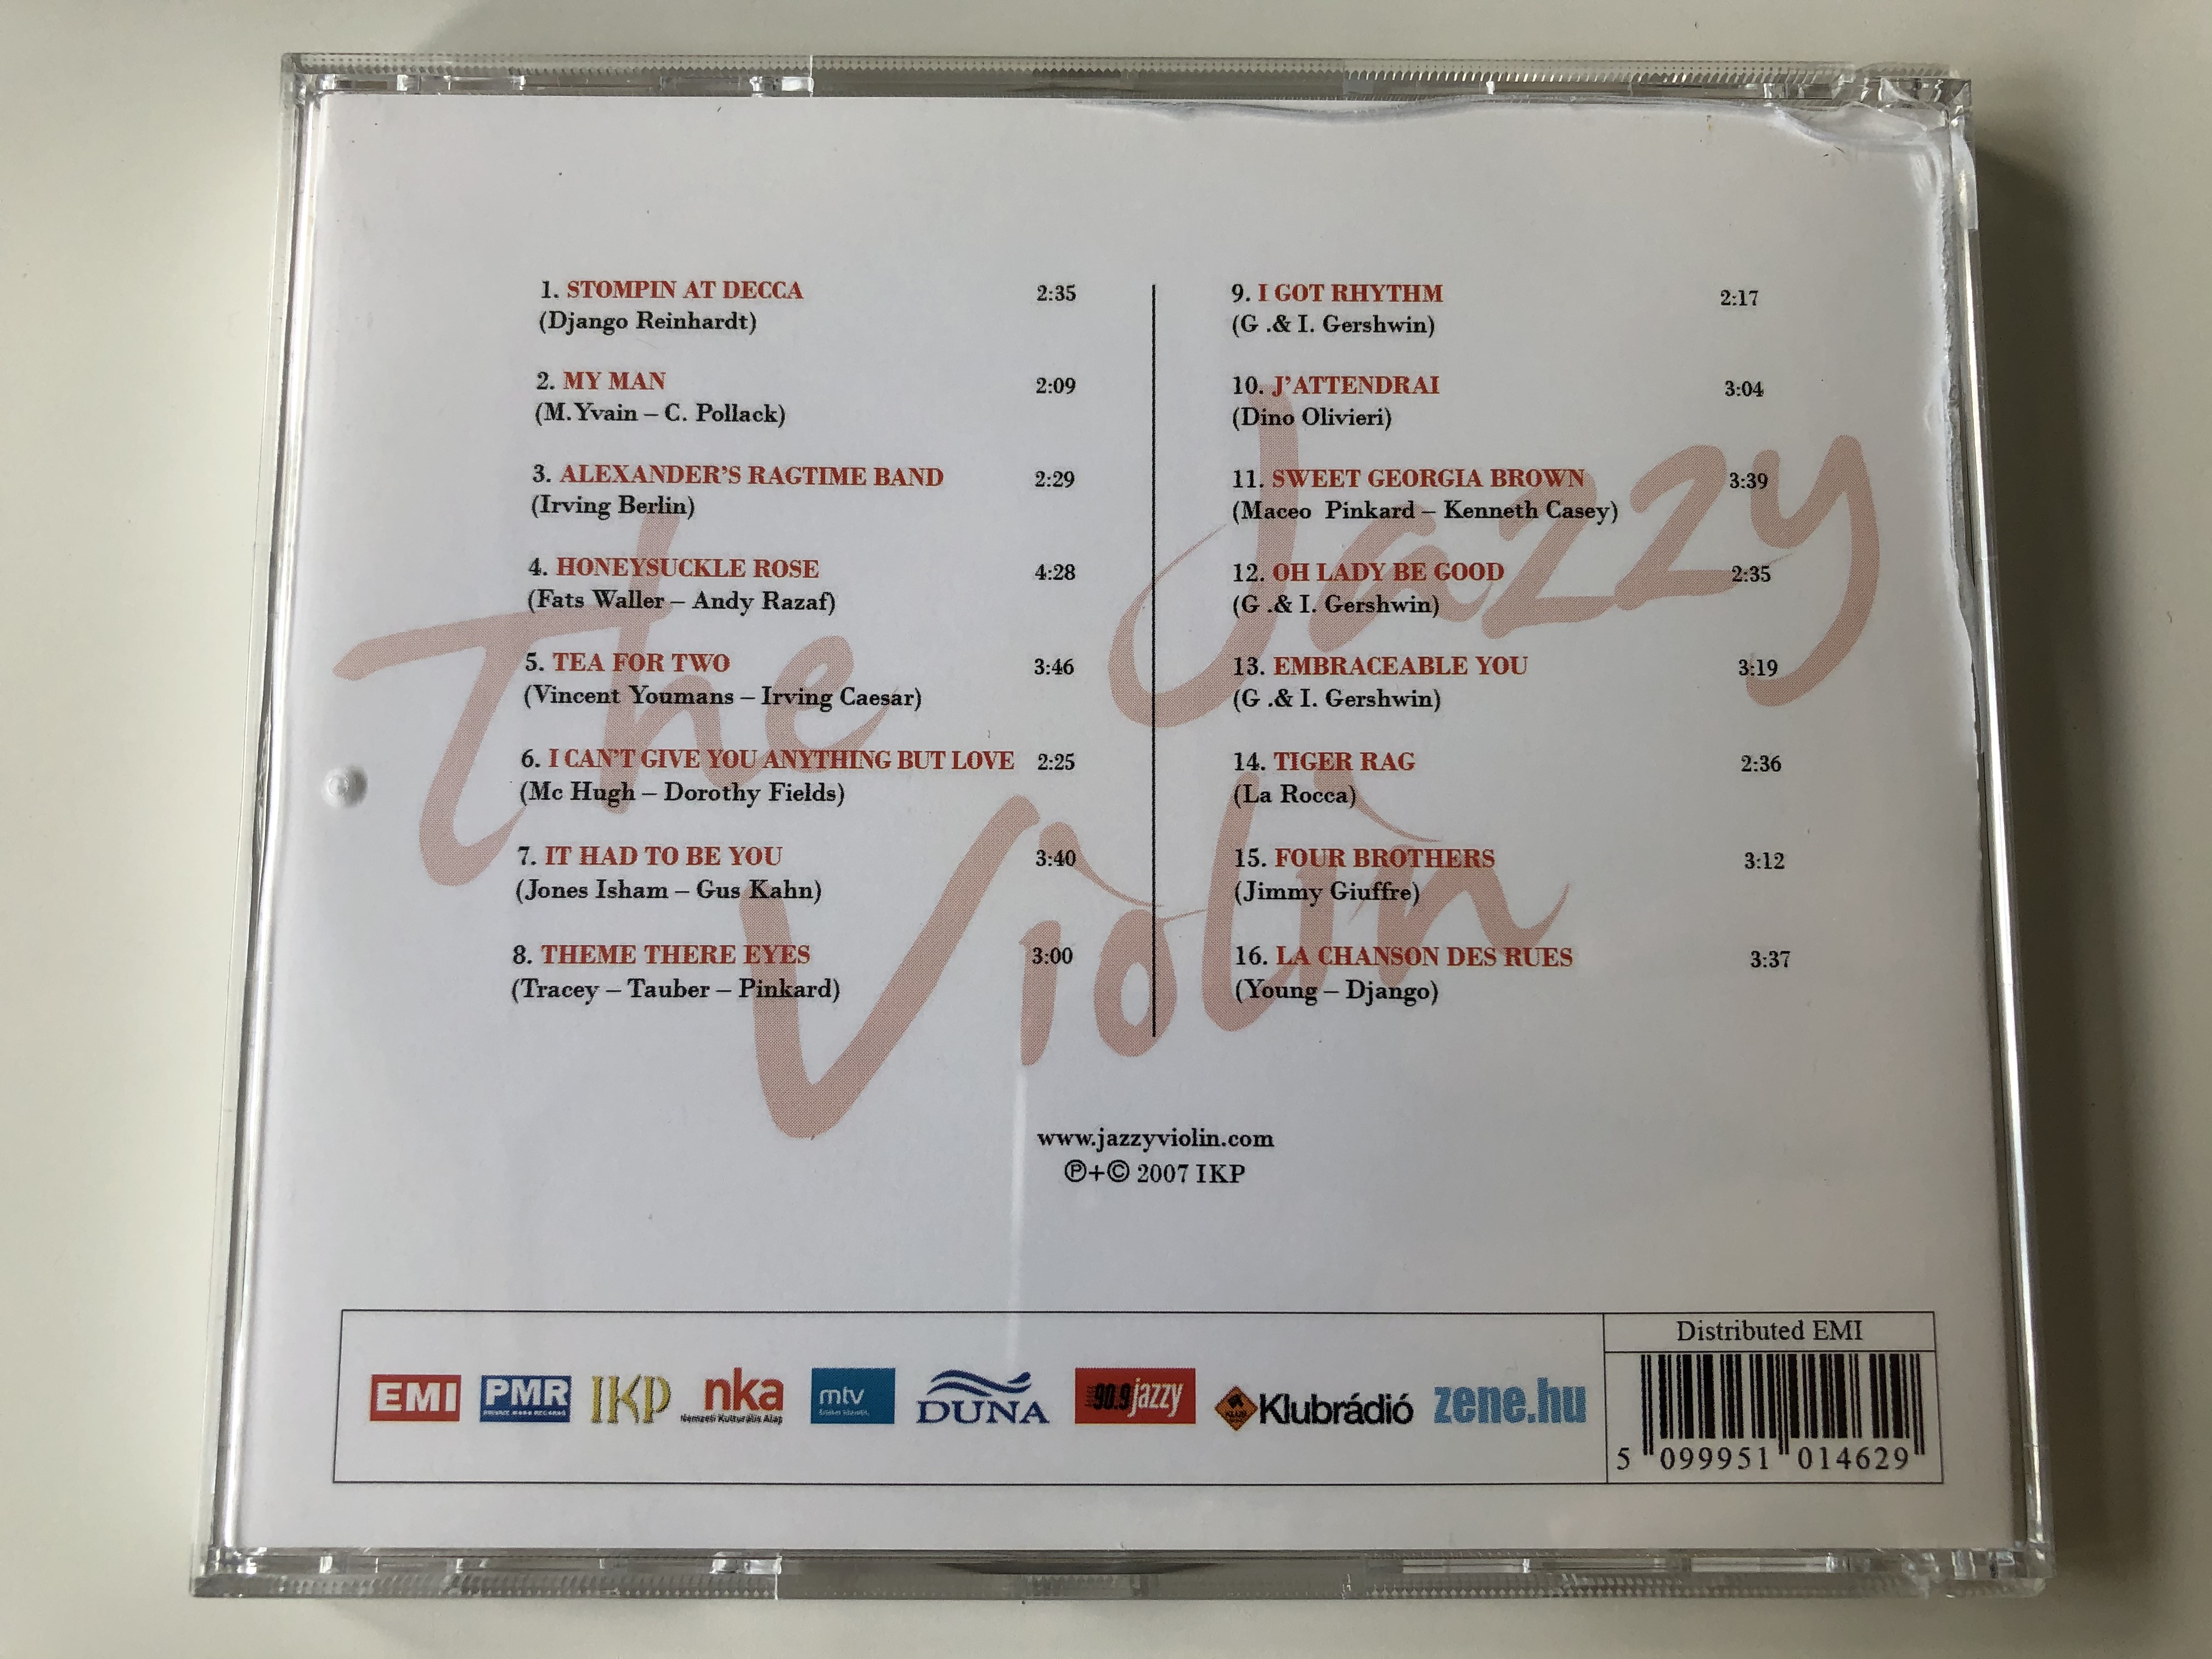 1. STOMPIN AT DECCA 2:35
(Django Reinhardt)
2. MY MAN 2:09
(M.Yvain – C. Pollack)
3. ALEXANDER'S RAGTIME BAND 2:29
(Irving Berlin)
4. HONEYSUCKLE ROSE 4:28
(Fats Waller – Andy Razaf)
5. TEA FOR TWO 3:46
(Vincent Youmans – Irving Caesar)
6. I CAN'T GIVE YOU ANYTHING BUT LOVE 2:25
(Mc Hugh – Dorothy Fields)
7. IT HAD TO BE YOU 3:40
(Jones Isham – Gus Kahn)
8. THEME THERE EYES 3:00
(Tracey – Tauber – Pinkard)
9. I GOT RHYTHM 2:17
(G .& I. Gershwin)
10. J'ATTENDRAI 3:04
(Dino Olivieri)
11. SWEET GEORGIA BROWN 3:39
(Maceo Pinkard – Kenneth Casey)
12. OH LADY BE GOOD 2:35
(G .& I. Gershwin)
13. EMBRACEABLE YOU 3:19
(G .& I. Gershwin)
14. TIGER RAG 2:36
(La Rocca)
15. FOUR BROTHERS 3:12
(Jimmy Giuffre)
16. LA CHANSON DES RUES 3:37
(Young – Django)
The Jazzy
Violin
www.jazzyviolin.com
℗+© 2007 IKP
EMI PMR IKP nka mtv DUNA 90.9 jazzy Klubrádió zene.hu
Nemzeti Kulturális Alap
Distributed EMI
5 099951 014629